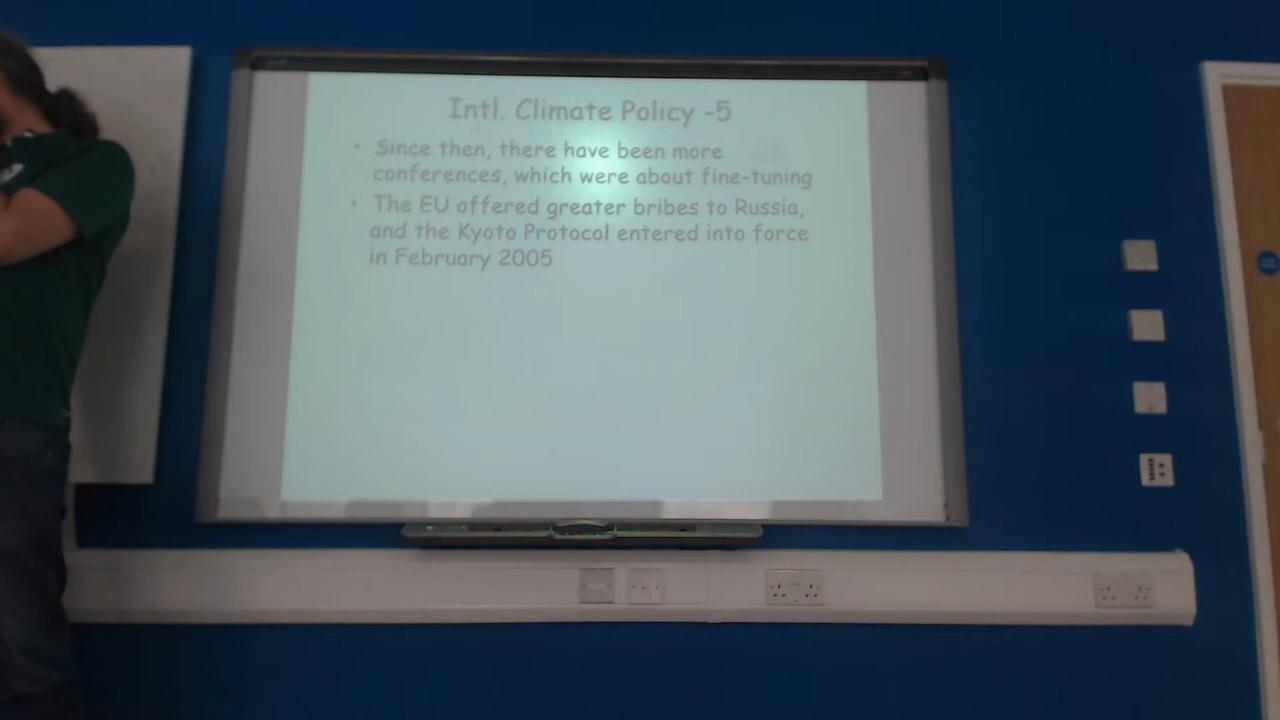 Intl. Climate Policy -5
• Since then, there have been more
conferences, which were about fine-tuning
• The EU offered greater bribes to Russia,
and the Kyoto Protocol entered into force
in February 2005